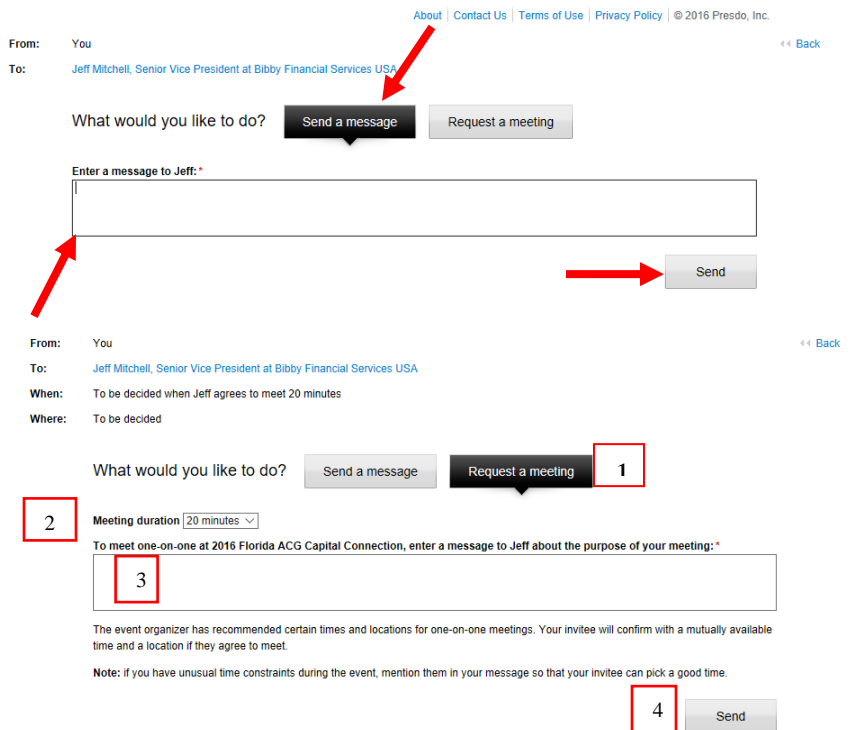 About | Contact Us | Terms of Use | Privacy Policy | © 2016 Presdo, Inc.
From: You Back
To: Jeff Mitchell, Senior Vice President at Bibby Financial Services USA
What would you like to do? Send a message Request a meeting
Enter a message to Jeff:*
Send
From: You Back
To: Jeff Mitchell, Senior Vice President at Bibby Financial Services USA
When: To be decided when Jeff agrees to meet 20 minutes
Where: To be decided
What would you like to do? Send a message Request a meeting 1
2 Meeting duration 20 minutes
To meet one-on-one at 2016 Florida ACG Capital Connection, enter a message to Jeff about the purpose of your meeting:*
3
The event organizer has recommended certain times and locations for one-on-one meetings. Your invitee will confirm with a mutually available
time and a location if they agree to meet.
Note: if you have unusual time constraints during the event, mention them in your message so that your invitee can pick a good time.
4 Send